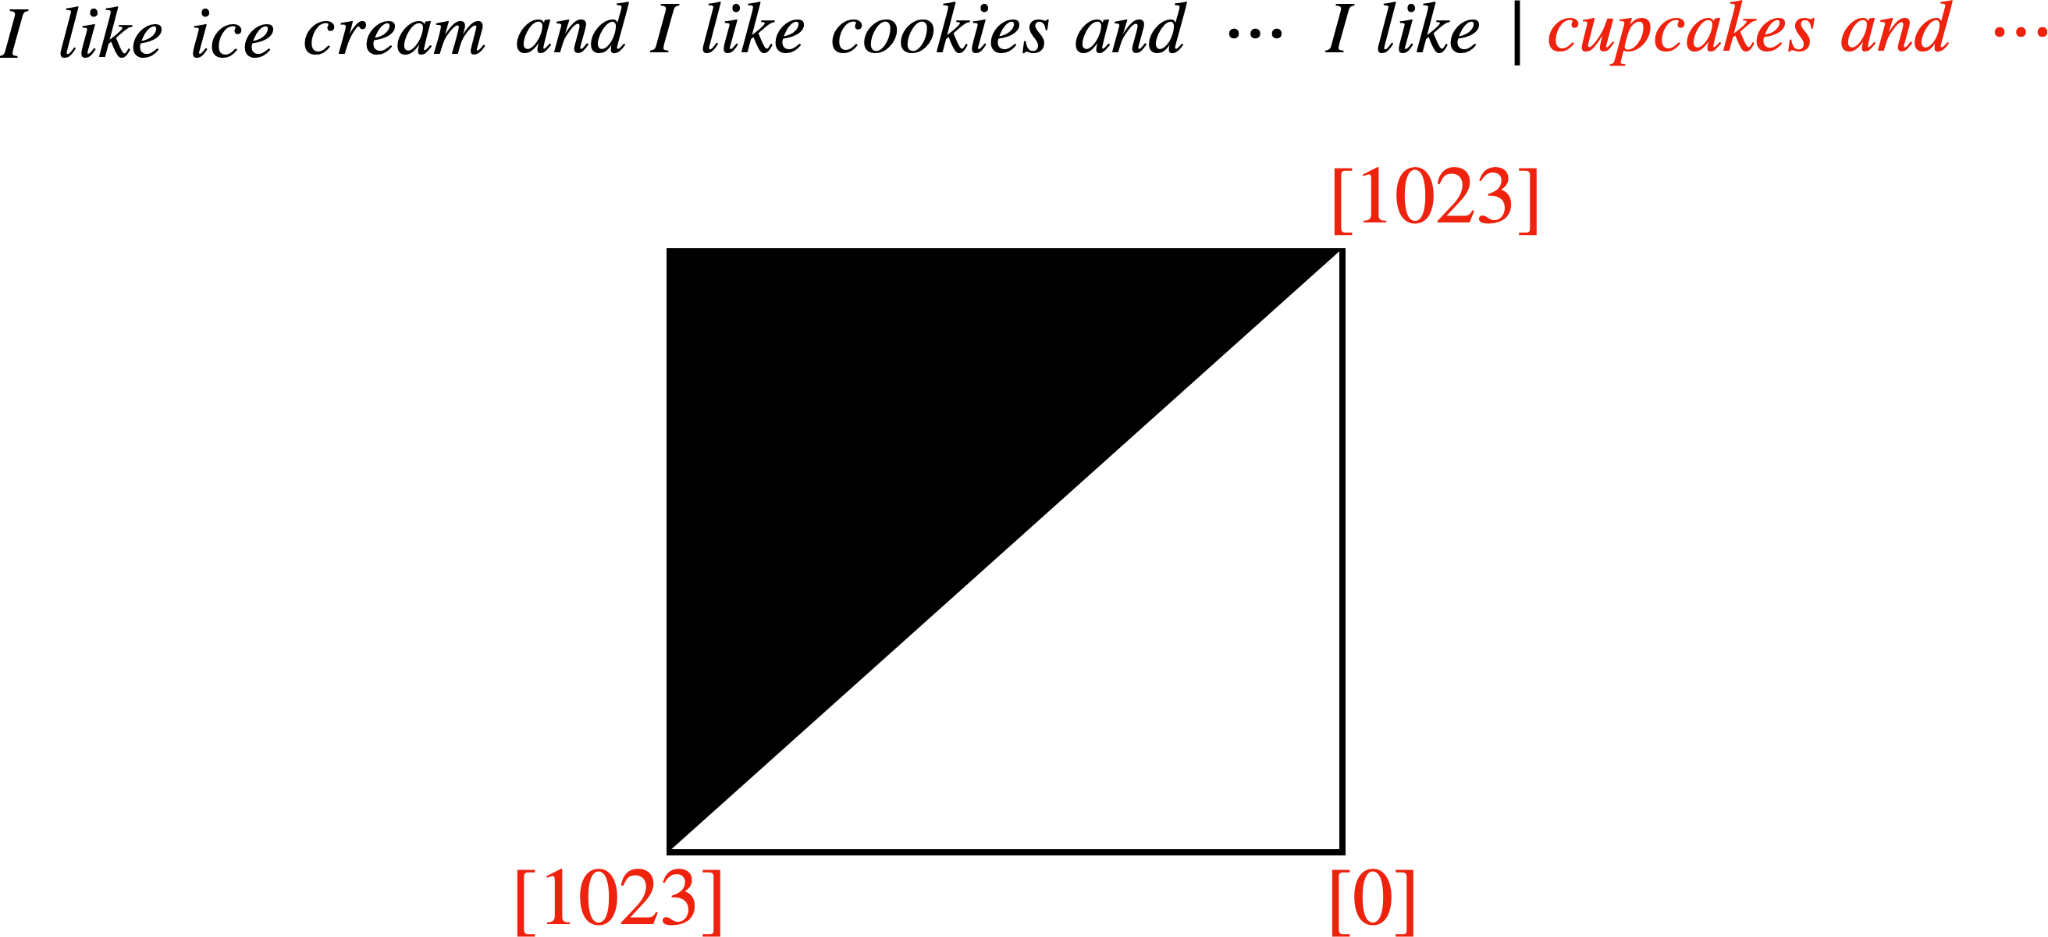 I like ice cream and I like cookies and ··· I like | cupcakes and ···
[1023]
[1023] [0]